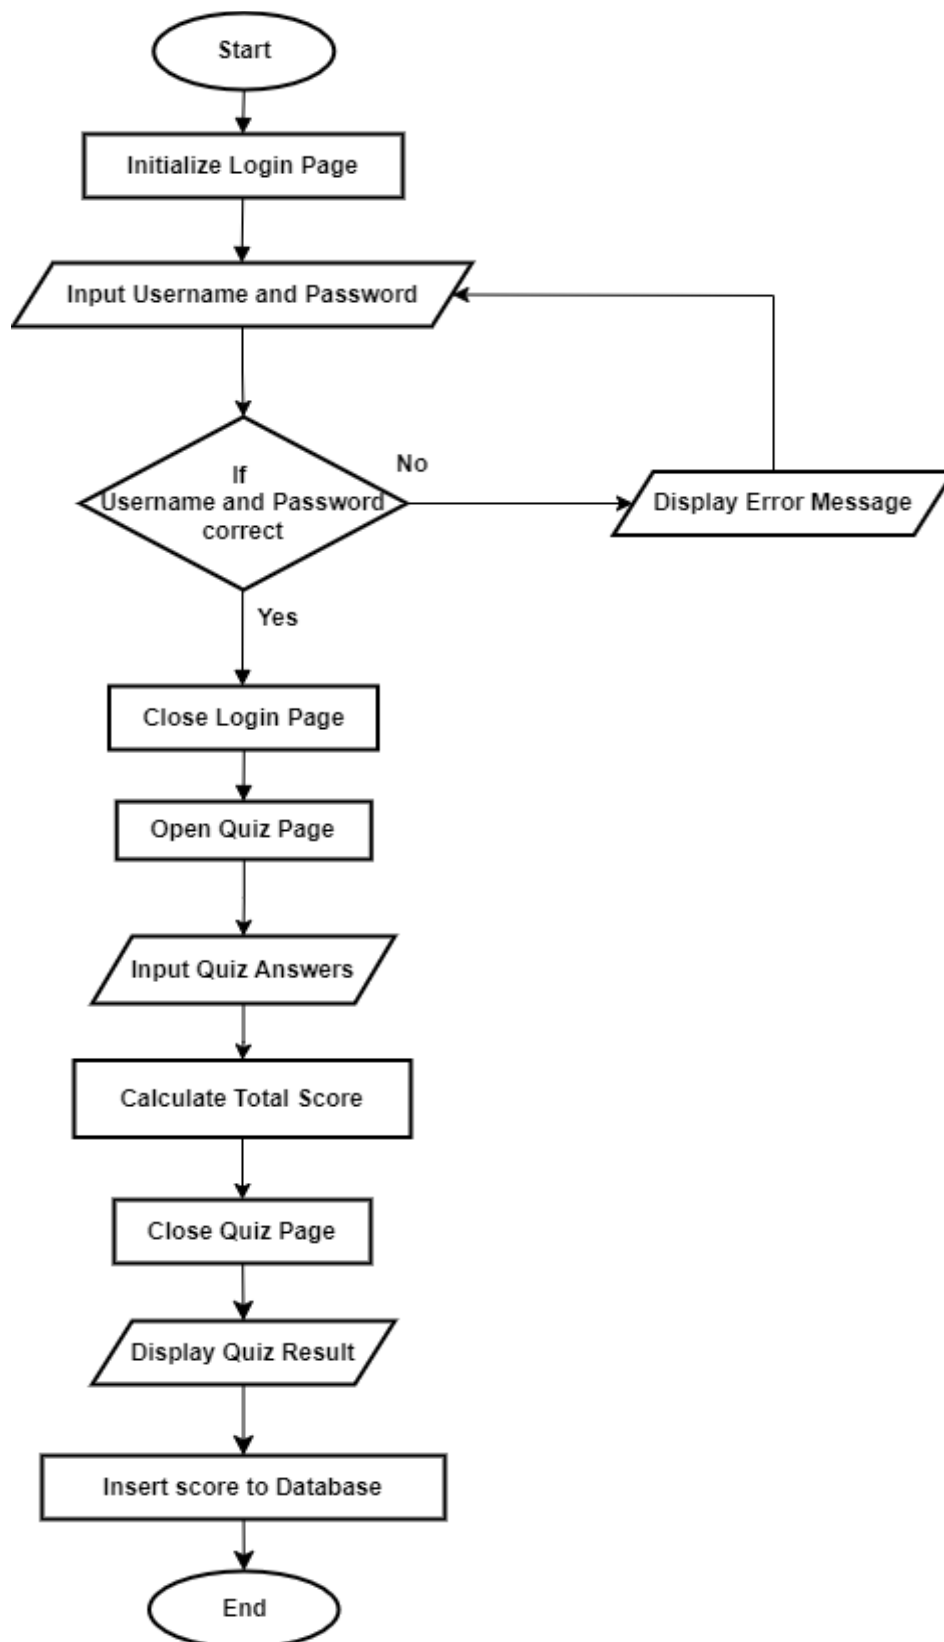 Start
Initialize Login Page
Input Username and Password
If
Username and Password
correct
No
Display Error Message
Yes
Close Login Page
Open Quiz Page
Input Quiz Answers
Calculate Total Score
Close Quiz Page
Display Quiz Result
Insert score to Database
End